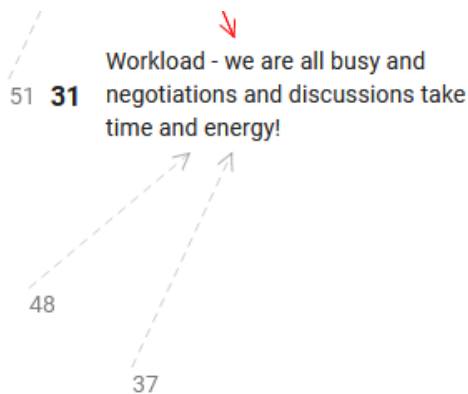 Workload - we are all busy and
51 31 negotiations and discussions take
time and energy!
48
37